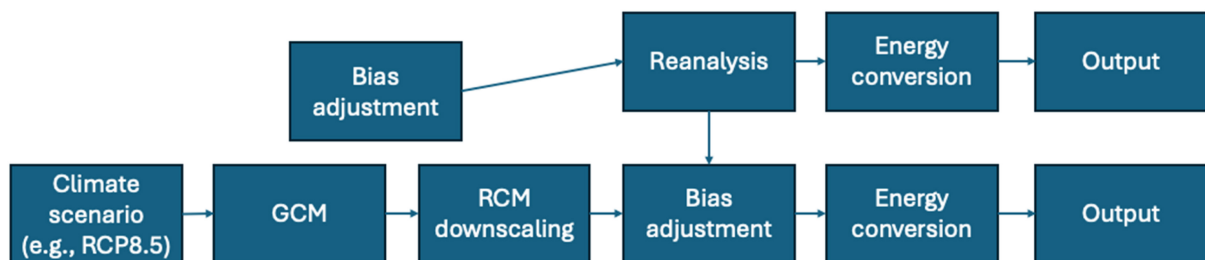 Bias
adjustment
Reanalysis
Energy
conversion
Output
Climate
scenario
(e.g., RCP8.5)
GCM
RCM
downscaling
Bias
adjustment
Energy
conversion
Output